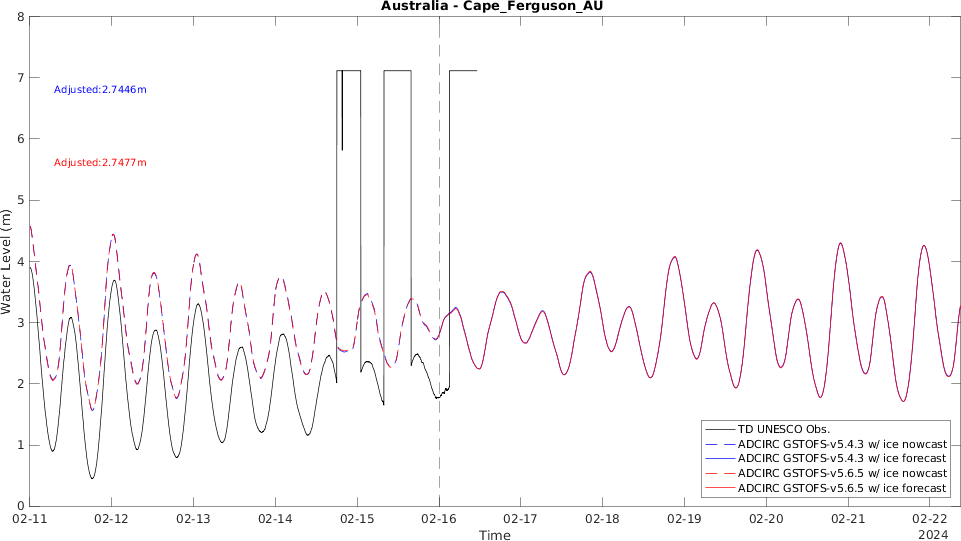 Australia - Cape_Ferguson_AU
8
7
6
5
4
3
2
1
0
Water Level (m)
Adjusted:2.7446m
Adjusted:2.7477m
TD UNESCO Obs.
ADCIRC GSTOFS-v5.4.3 w/ ice nowcast
ADCIRC GSTOFS-v5.4.3 w/ ice forecast
ADCIRC GSTOFS-v5.6.5 w/ ice nowcast
ADCIRC GSTOFS-v5.6.5 w/ ice forecast
02-11 02-12 02-13 02-14 02-15 02-16 02-17 02-18 02-19 02-20 02-21 02-22
Time
2024